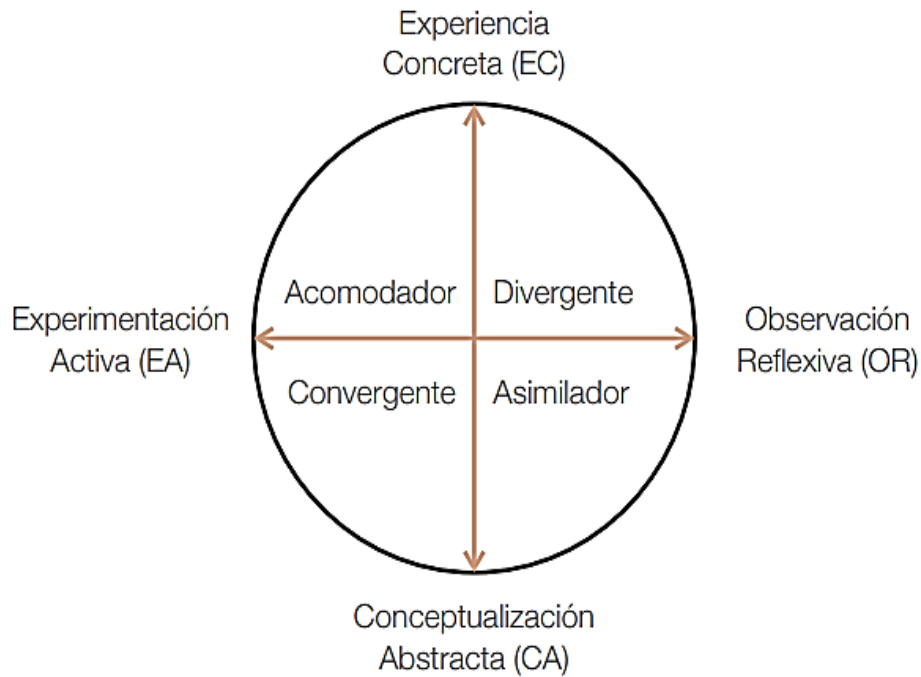 Experiencia
Concreta (EC)
Acomodador
Divergente
Experimentación
Activa (EA)
Observación
Reflexiva (OR)
Convergente
Asimilador
Conceptualización
Abstracta (CA)